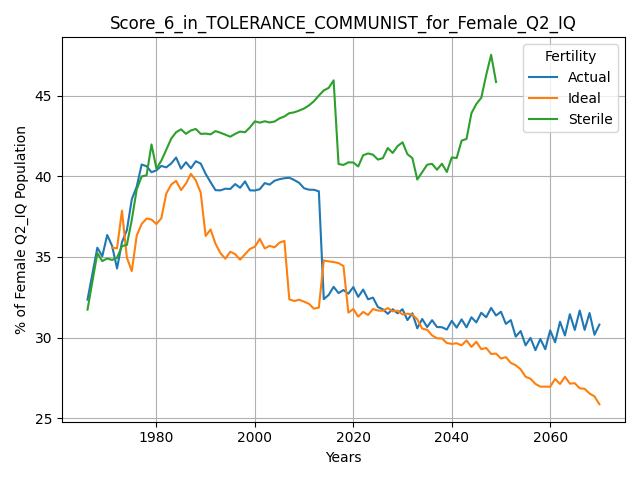 Score_6_in_TOLERANCE_COMMUNIST_for_Female_Q2_IQ
% of Female Q2_IQ Population
45
40
35
30
25
Fertility
Actual
Ideal
Sterile
1980
2000
2020
2040
2060
Years